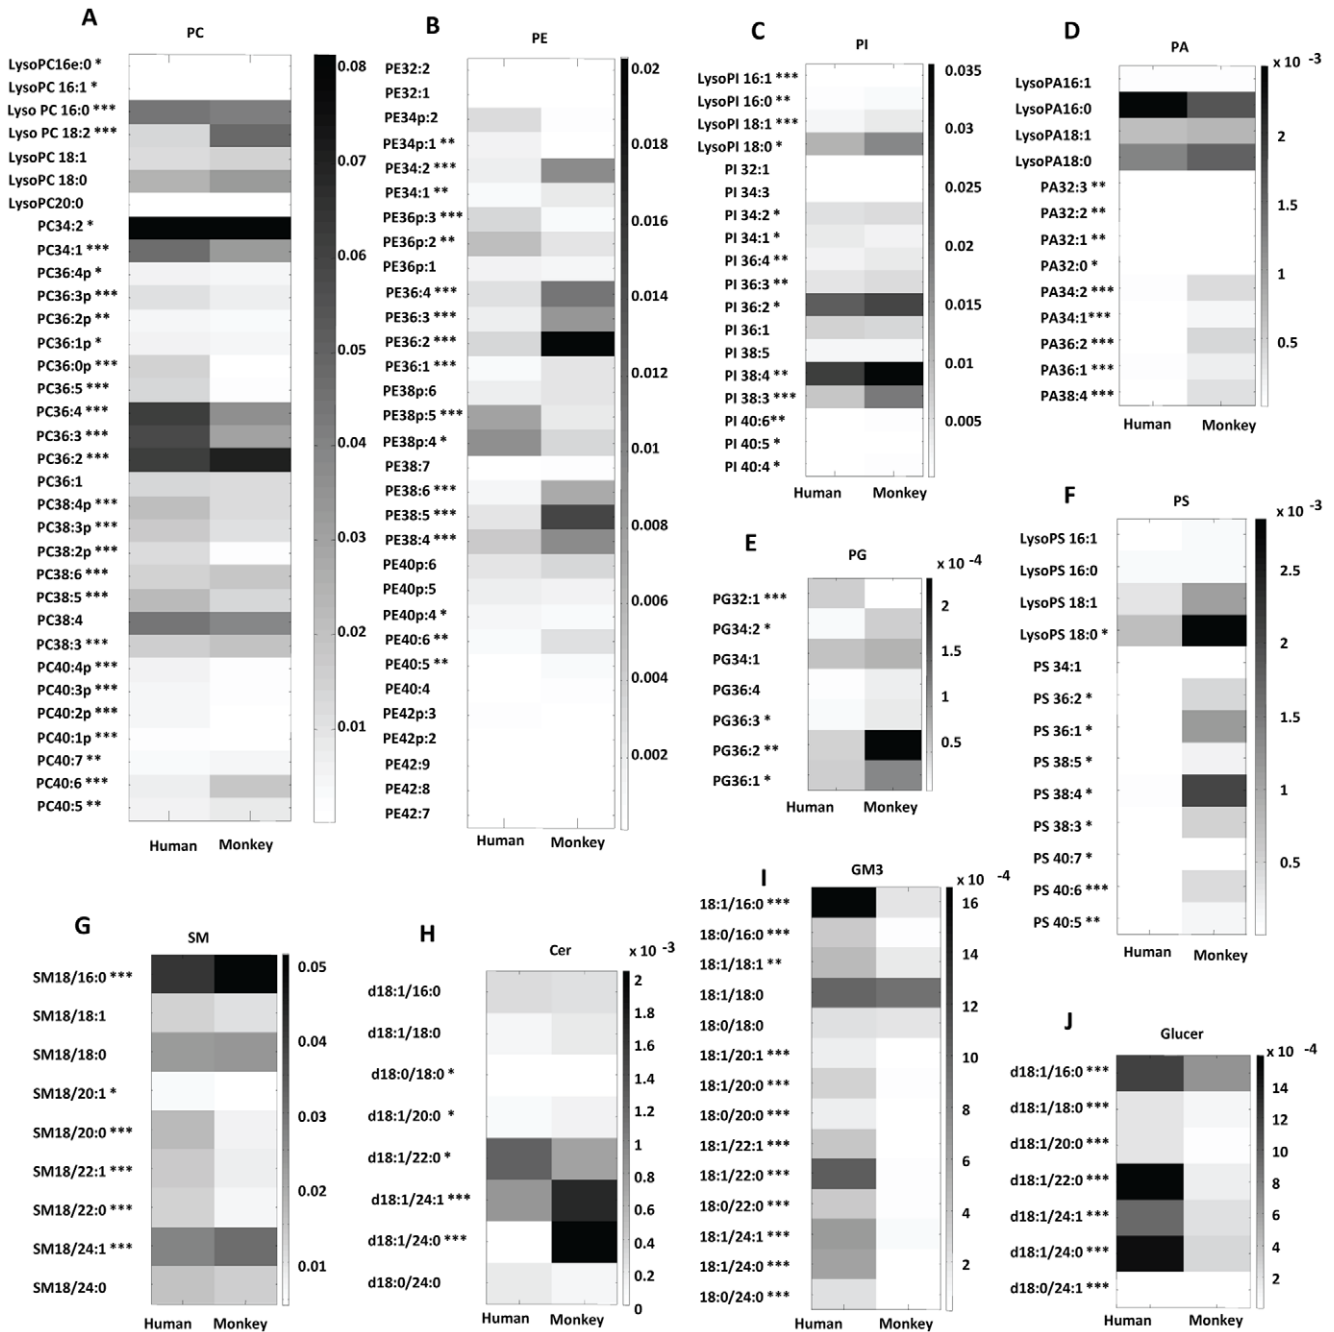 A
PC
LysoPC16e:0 *
LysoPC 16:1 *
Lyso PC 16:0 ***
Lyso PC 18:2 ***
LysoPC 18:1
LysoPC 18:0
LysoPC20:0
PC34:2 *
PC34:1 ***
PC36:4p *
PC36:3p ***
PC36:2p **
PC36:1p *
PC36:0p ***
PC36:5 ***
PC36:4 ***
PC36:3 ***
PC36:2 ***
PC36:1
PC38:4p ***
PC38:3p ***
PC38:2p ***
PC38:6 ***
PC38:5 ***
PC38:4
PC38:3 ***
PC40:4p ***
PC40:3p ***
PC40:2p ***
PC40:1p ***
PC40:7 **
PC40:6 ***
PC40:5 **
Human Monkey
0.08
0.07
0.06
0.05
0.04
0.03
0.02
0.01
B
PE
PE32:2
PE32:1
PE34p:2
PE34p:1 **
PE34:2 ***
PE34:1 **
PE36p:3 ***
PE36p:2 **
PE36p:1
PE36:4 ***
PE36:3 ***
PE36:2 ***
PE36:1 ***
PE38p:6
PE38p:5 ***
PE38p:4 *
PE38:7
PE38:6 ***
PE38:5 ***
PE38:4 ***
PE40p:6
PE40p:5
PE40p:4 *
PE40:6 **
PE40:5 **
PE40:4
PE42p:3
PE42p:2
PE42:9
PE42:8
PE42:7
Human Monkey
0.02
0.018
0.016
0.014
0.012
0.01
0.008
0.006
0.004
0.002
C
PI
LysoPI 16:1 ***
LysoPI 16:0 **
LysoPI 18:1 ***
LysoPI 18:0 *
PI 32:1
PI 34:3
PI 34:2 *
PI 34:1 *
PI 36:4 **
PI 36:3 **
PI 36:2 *
PI 36:1
PI 38:5
PI 38:4 **
PI 38:3 ***
PI 40:6**
PI 40:5 *
PI 40:4 *
Human Monkey
0.035
0.03
0.025
0.02
0.015
0.01
0.005
D
PA
x 10 -3
LysoPA16:1
LysoPA16:0
LysoPA18:1
LysoPA18:0
PA32:3 **
PA32:2 **
PA32:1 **
PA32:0 *
PA34:2 ***
PA34:1***
PA36:2 ***
PA36:1 ***
PA38:4 ***
Human Monkey
2
1.5
1
0.5
E
PG
x 10 -4
PG32:1 ***
PG34:2 *
PG34:1
PG36:4
PG36:3 *
PG36:2 **
PG36:1 *
Human Monkey
2
1.5
1
0.5
F
PS
x 10 -3
LysoPS 16:1
LysoPS 16:0
LysoPS 18:1
LysoPS 18:0 *
PS 34:1
PS 36:2 *
PS 36:1 *
PS 38:5 *
PS 38:4 *
PS 38:3 *
PS 40:7 *
PS 40:6 ***
PS 40:5 **
Human Monkey
2.5
2
1.5
1
0.5
G
SM
SM18/16:0 ***
SM18/18:1
SM18/18:0
SM18/20:1 *
SM18/20:0 ***
SM18/22:1 ***
SM18/22:0 ***
SM18/24:1 ***
SM18/24:0
Human Monkey
0.05
0.04
0.03
0.02
0.01
H
Cer
x 10 -3
d18:1/16:0
d18:1/18:0
d18:0/18:0 *
d18:1/20:0 *
d18:1/22:0 *
d18:1/24:1 ***
d18:1/24:0 ***
d18:0/24:0
Human Monkey
2
1.8
1.6
1.4
1.2
1
0.8
0.6
0.4
0.2
0
I
GM3
x 10 -4
18:1/16:0 ***
18:0/16:0 ***
18:1/18:1 **
18:1/18:0
18:0/18:0
18:1/20:1 ***
18:1/20:0 ***
18:0/20:0 ***
18:1/22:1 ***
18:1/22:0 ***
18:0/22:0 ***
18:1/24:1 ***
18:1/24:0 ***
18:0/24:0 ***
Human Monkey
16
14
12
10
8
6
4
2
J
Glucer
x 10 -4
d18:1/16:0 ***
d18:1/18:0 ***
d18:1/20:0 ***
d18:1/22:0 ***
d18:1/24:1 ***
d18:1/24:0 ***
d18:0/24:1 ***
Human Monkey
14
12
10
8
6
4
2